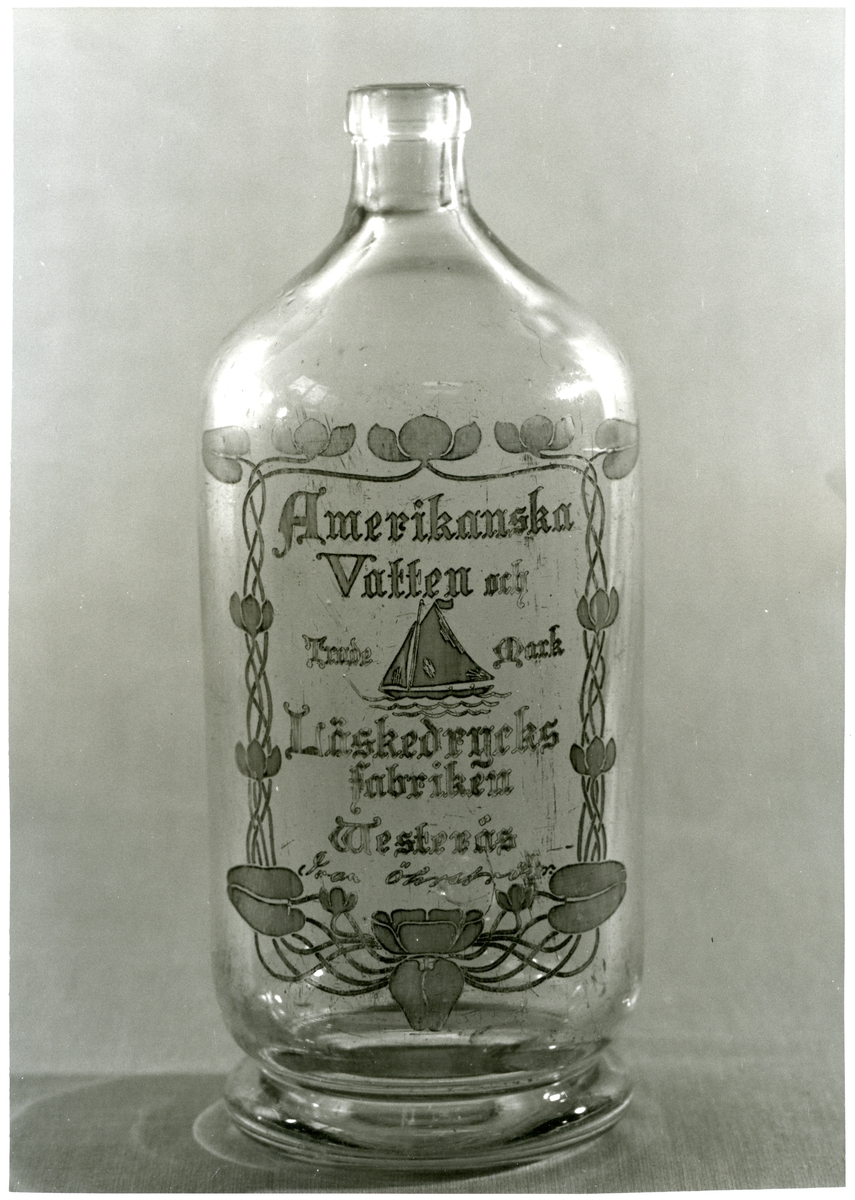 Amerikanska
Vatten och
Trade Mark
Läskedrycks
fabriken
Westerås